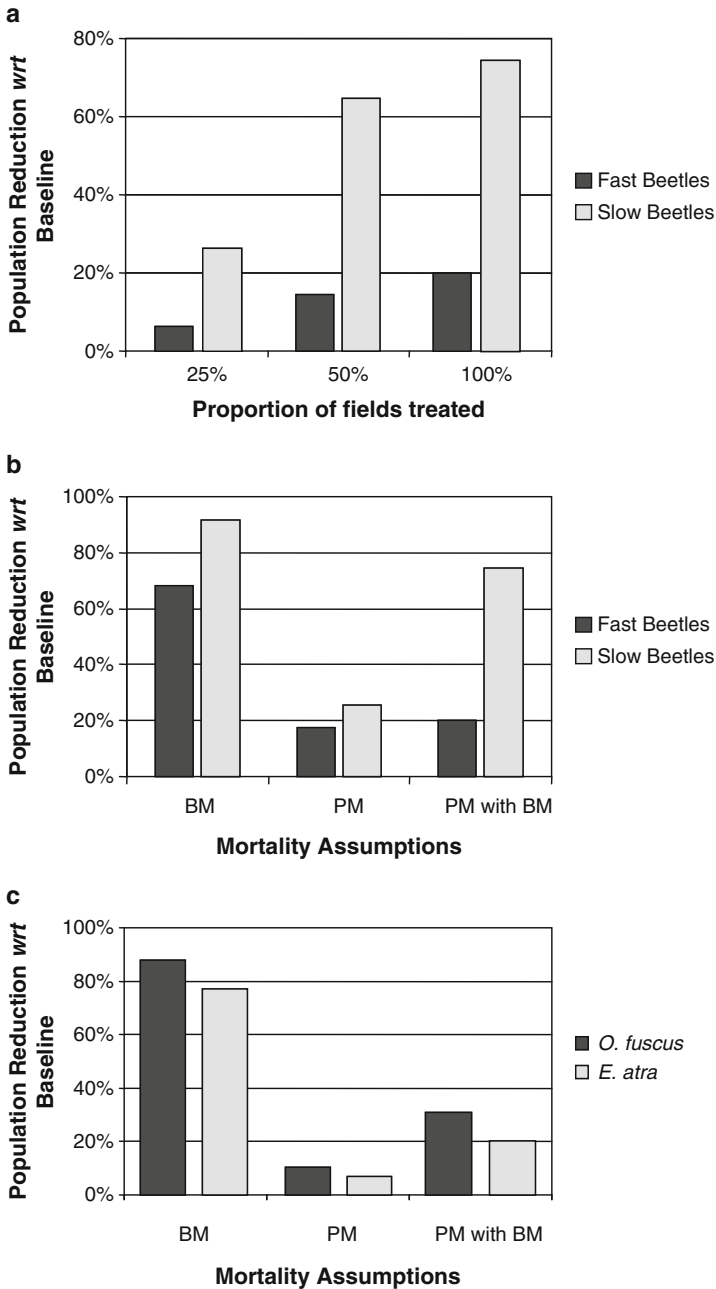 a
Population Reduction wrt
Baseline
80%
60%
40%
20%
0%
25% 50% 100%
Proportion of fields treated
Fast Beetles
Slow Beetles
b
Population Reduction wrt
Baseline
100%
80%
60%
40%
20%
0%
BM PM PM with BM
Mortality Assumptions
Fast Beetles
Slow Beetles
c
Population Reduction wrt
Baseline
100%
80%
60%
40%
20%
0%
BM PM PM with BM
Mortality Assumptions
O. fuscus
E. atra